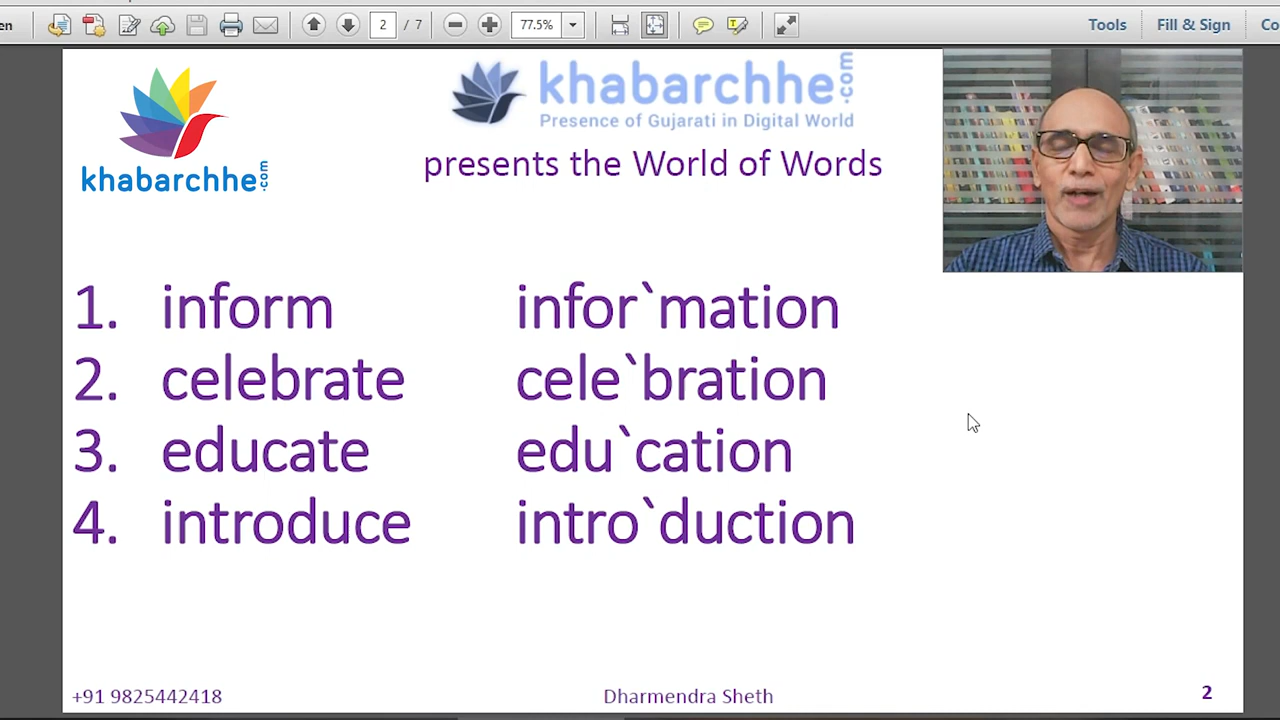 en
2 / 7
77.5%
Tools
Fill & Sign
Co
khabarchhe.com
khabarchhe.com
Presence of Gujarati in Digital World
presents the World of Words
1. inform infor`mation
2. celebrate cele`bration
3. educate edu`cation
4. introduce intro`duction
+91 9825442418
Dharmendra Sheth
2